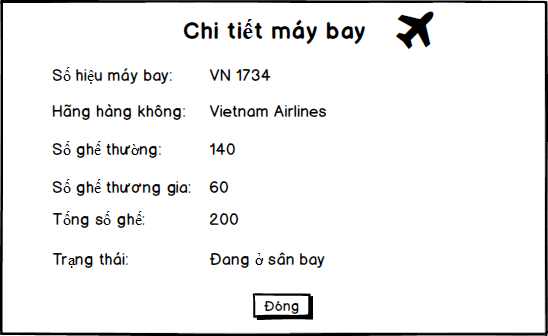 Chi tiết máy bay
Số hiệu máy bay: VN 1734
Hãng hàng không: Vietnam Airlines
Số ghế thường: 140
Số ghế thương gia: 60
Tổng số ghế: 200
Trạng thái: Đang ở sân bay
Đóng